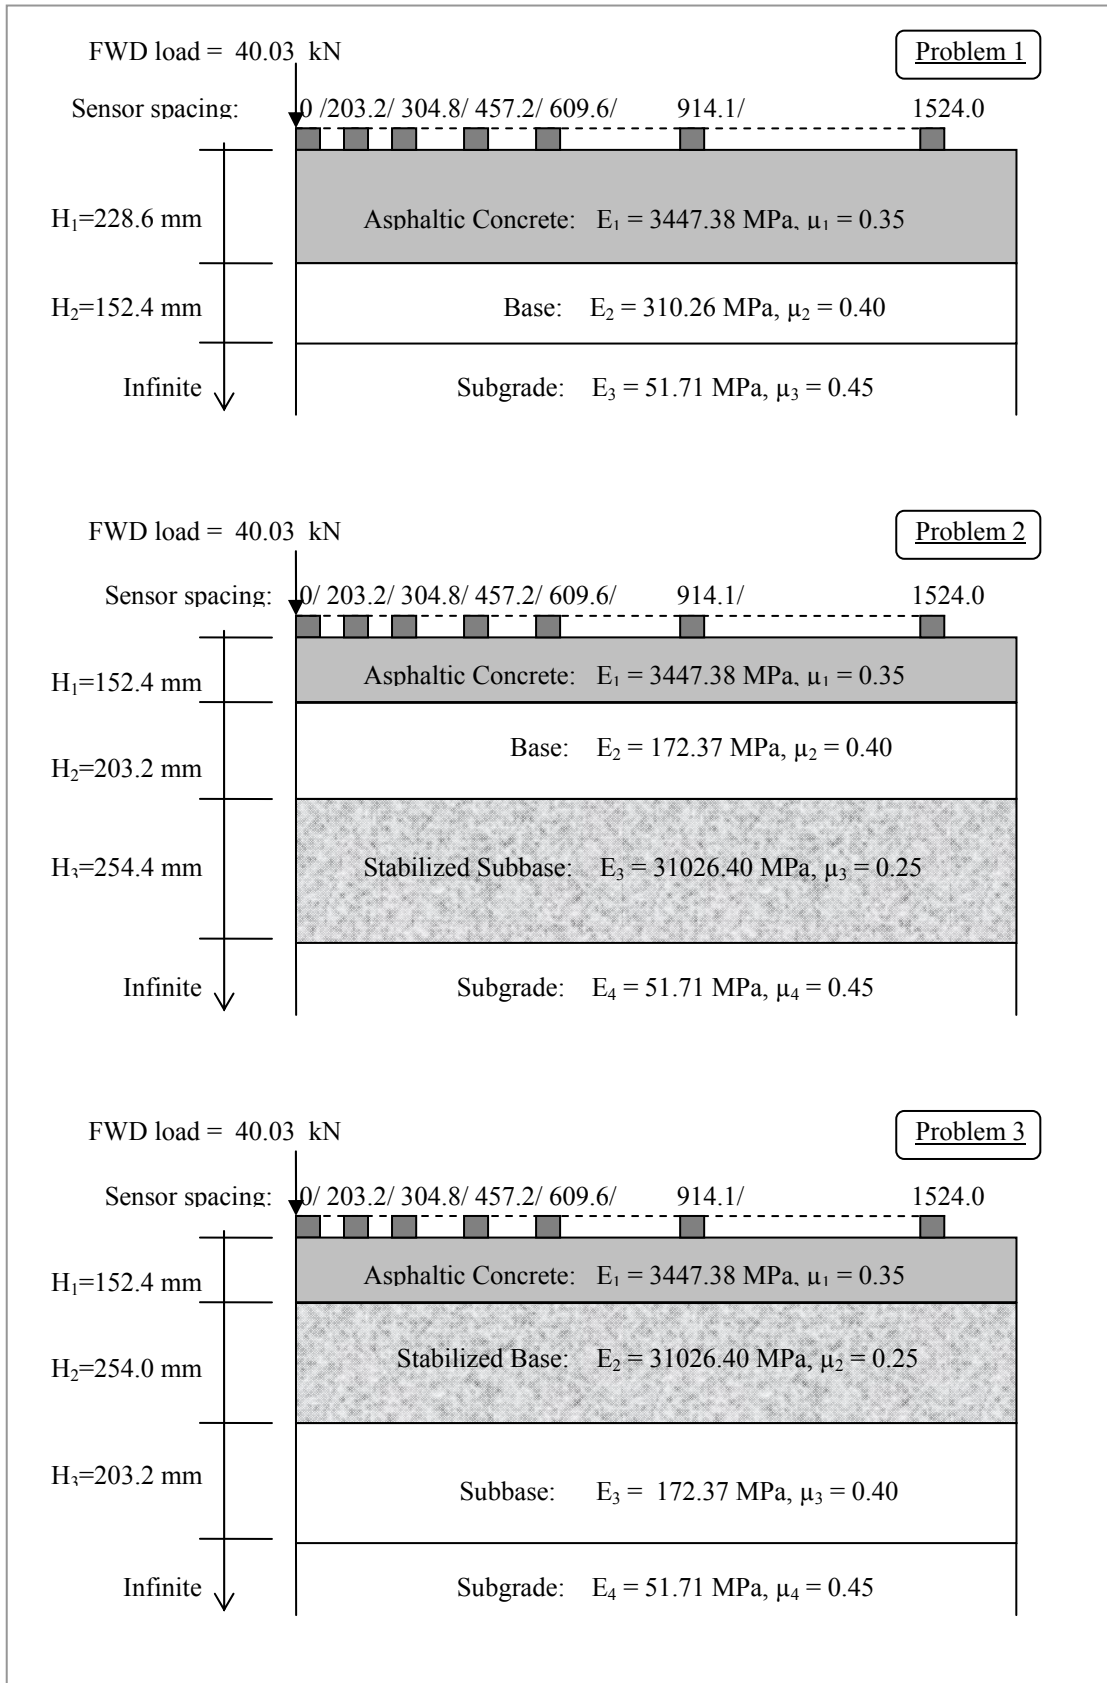 FWD load = 40.03 kN
Problem 1
Sensor spacing: 0 /203.2/ 304.8/ 457.2/ 609.6/ 914.1/ 1524.0
H₁=228.6 mm
Asphaltic Concrete: E₁ = 3447.38 MPa, μ₁ = 0.35
H₂=152.4 mm
Base: E₂ = 310.26 MPa, μ₂ = 0.40
Infinite
Subgrade: E₃ = 51.71 MPa, μ₃ = 0.45
FWD load = 40.03 kN
Problem 2
Sensor spacing: 0/ 203.2/ 304.8/ 457.2/ 609.6/ 914.1/ 1524.0
H₁=152.4 mm
Asphaltic Concrete: E₁ = 3447.38 MPa, μ₁ = 0.35
Base: E₂ = 172.37 MPa, μ₂ = 0.40
H₂=203.2 mm
H₃=254.4 mm
Stabilized Subbase: E₃ = 31026.40 MPa, μ₃ = 0.25
Infinite
Subgrade: E₄ = 51.71 MPa, μ₄ = 0.45
FWD load = 40.03 kN
Problem 3
Sensor spacing: 0/ 203.2/ 304.8/ 457.2/ 609.6/ 914.1/ 1524.0
H₁=152.4 mm
Asphaltic Concrete: E₁ = 3447.38 MPa, μ₁ = 0.35
H₂=254.0 mm
Stabilized Base: E₂ = 31026.40 MPa, μ₂ = 0.25
H₃=203.2 mm
Subbase: E₃ = 172.37 MPa, μ₃ = 0.40
Infinite
Subgrade: E₄ = 51.71 MPa, μ₄ = 0.45